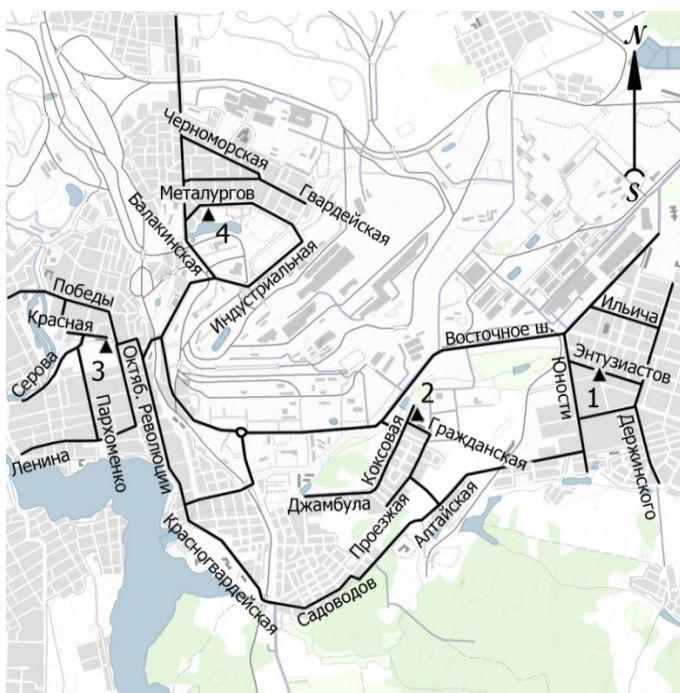 N
Черноморская
Металургов
Гвардейская
S
4
Балакинская
Индустриальная
Победы
Ильича
Красная
Восточное ш.
3
Октяб. Революции
Энтузиастов
Серова
Юности
1
2
Пархоменко
Коксовая
Гражданская
Держинского
Ленина
Джамбула
Проезжая
Алтайская
Красногвардейская
Садоводов